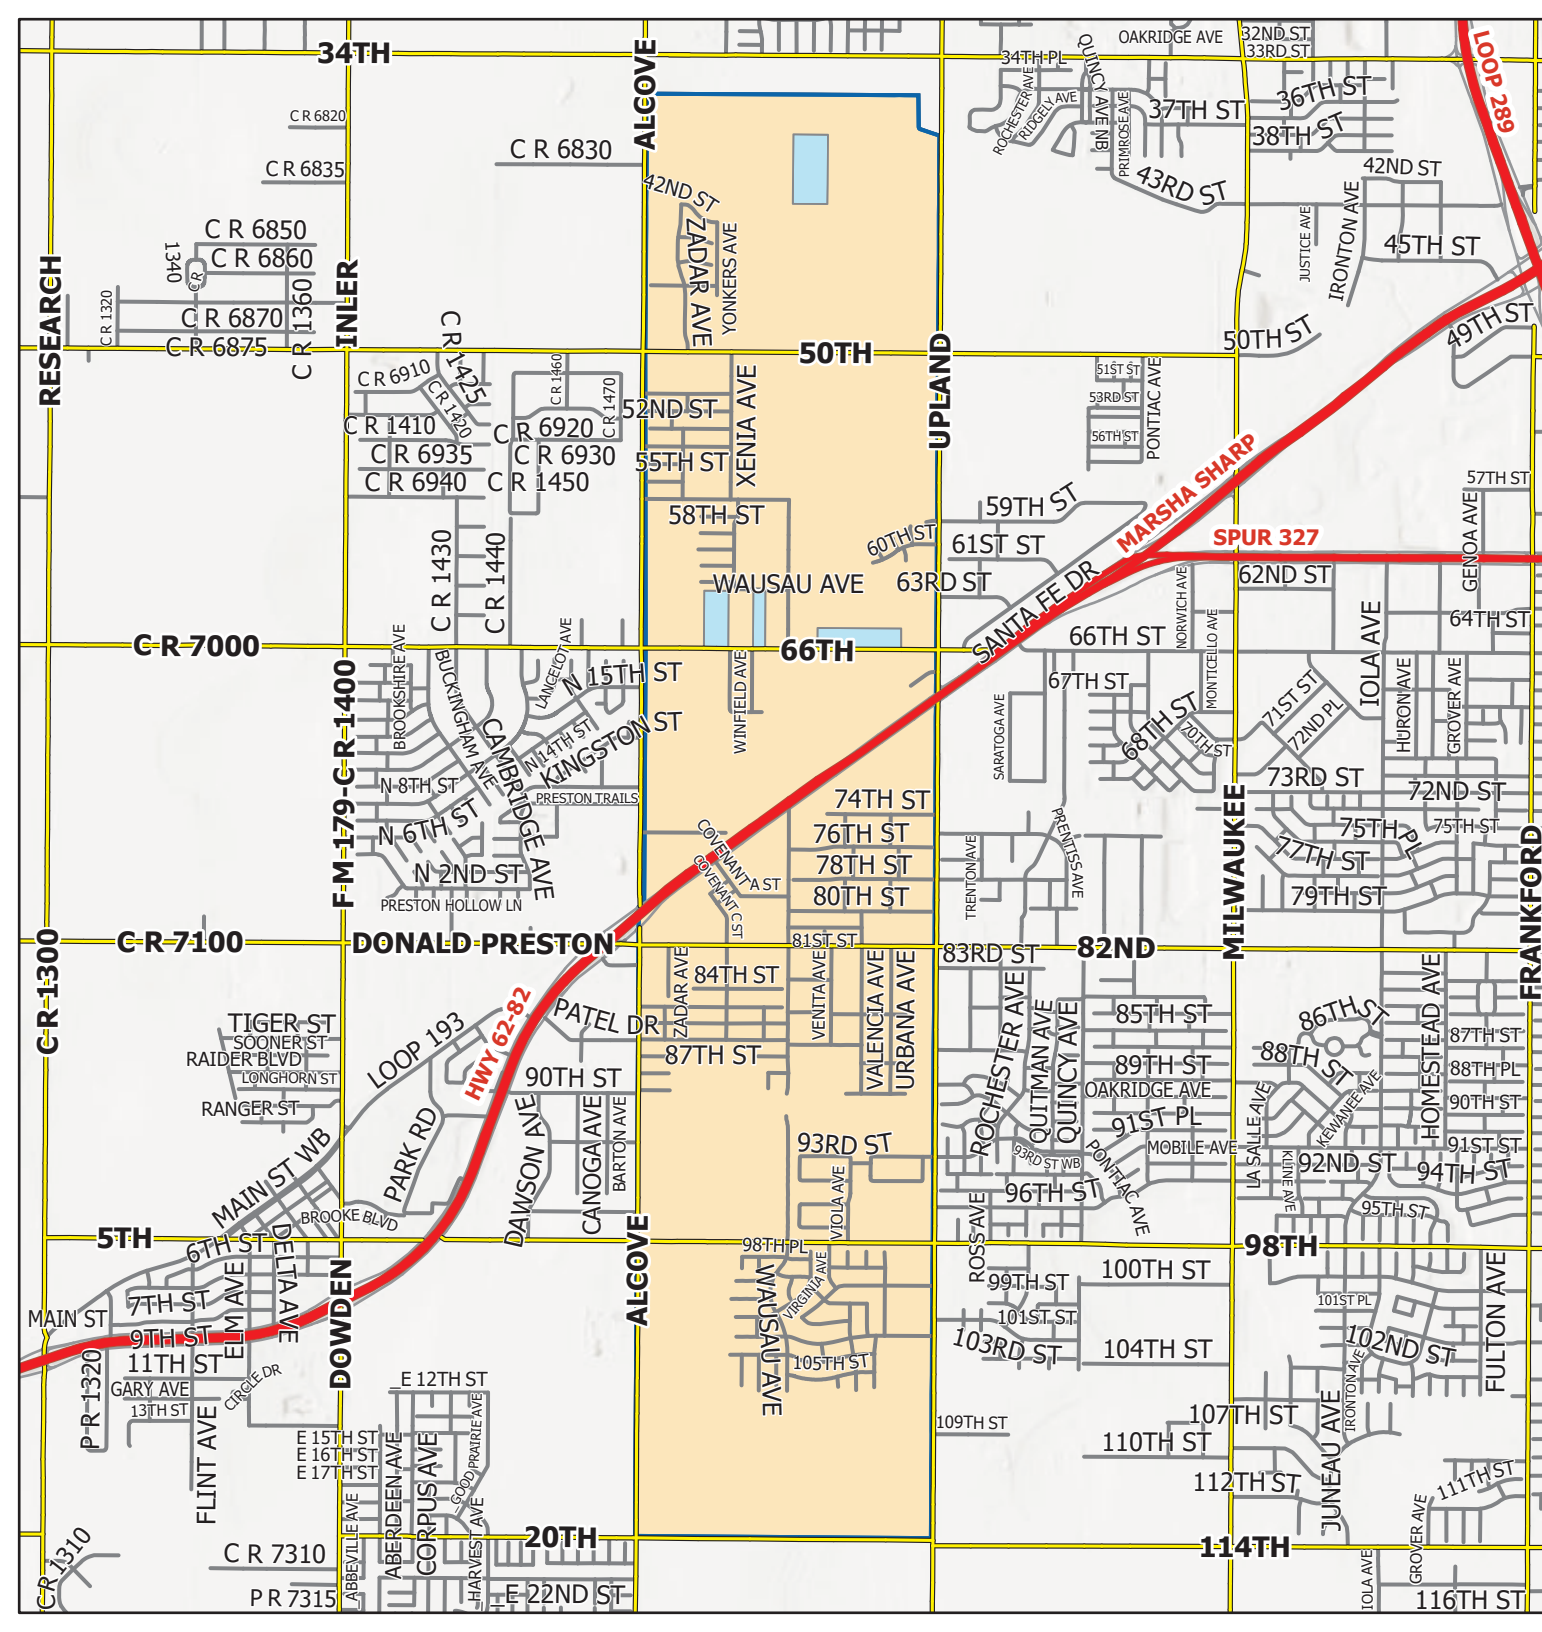 34TH
ALCOVE
34TH PL
QUINCY AVE NB
OAKRIDGE AVE
32ND ST
33RD ST
LOOP 289
C R 6820
ROCHESTER AVE
RIDGELY AVE
PRIMROSE AVE
37TH ST
36TH ST
38TH ST
C R 6830
C R 6835
42ND ST
43RD ST
42ND ST
C R 6850
1340
C R
C R 6860
ZADAR AVE
YONKERS AVE
JUSTICE AVE
IRONTON AVE
45TH ST
RESEARCH
INLER
C R 1320
C R 1360
C R 6870
C R 6875
C R 1425
50TH
UPLAND
50TH ST
49TH ST
C R 6910
C R 1420
C R 1460
C R 1470
51ST ST
53RD ST
56TH ST
PONTIAC AVE
C R 1410
C R 6920
52ND ST
XENIA AVE
C R 6935
C R 6930
55TH ST
C R 6940
C R 1450
MARSHA SHARP
57TH ST
58TH ST
59TH ST
GENOA AVE
C R 1430
C R 1440
60TH ST
61ST ST
SPUR 327
WAUSAU AVE
63RD ST
SANTA FE DR
62ND ST
NORWICH AVE
MONTICELLO AVE
IOLA AVE
64TH ST
C R 7000
66TH
66TH ST
F M 179-C R 1400
BROOKSHIRE AVE
BUCKINGHAM AVE
LANCELOT AVE
N 15TH ST
WINFIELD AVE
67TH ST
SARATOGA AVE
68TH ST
70TH ST
71ST ST
72ND PL
HURON AVE
GROVER AVE
CAMBRIDGE AVE
N 14TH ST
KINGSTON ST
N 8TH ST
PRESTON TRAILS
74TH ST
73RD ST
72ND ST
MILWAUKEE
N 6TH ST
COVENANT A ST
COVENANT C ST
76TH ST
PRENTISS AVE
75TH PL
75TH ST
77TH ST
N 2ND ST
78TH ST
TRENTON AVE
79TH ST
FRANKFORD
PRESTON HOLLOW LN
80TH ST
C R 1300
C R 7100
DONALD PRESTON
81ST ST
83RD ST
82ND
ZADAR AVE
84TH ST
VENITA AVE
VALENCIA AVE
URBANA AVE
ROCHESTER AVE
QUITMAN AVE
QUINCY AVE
HOMESTEAD AVE
TIGER ST
SOONER ST
RAIDER BLVD
LONGHORN ST
RANGER ST
LOOP 193
HWY 62-82
PATEL DR
87TH ST
85TH ST
86TH ST
87TH ST
88TH ST
88TH PL
89TH ST
OAKRIDGE AVE
90TH ST
90TH ST
91ST PL
KEWANEE AVE
LA SALLE AVE
91ST ST
PARK RD
DAWSON AVE
CANOGA AVE
BARTON AVE
93RD ST
93RD ST WB
PONTIAC AVE
MOBILE AVE
KLINE AVE
92ND ST
94TH ST
MAIN ST WB
BROOKE BLVD
VIOLA AVE
96TH ST
95TH ST
5TH
6TH ST
DELTA AVE
ALCOVE
98TH PL
ROSS AVE
98TH
MAIN ST
7TH ST
ELM AVE
DOWDEN
WAUSAU AVE
VIRGINIA AVE
99TH ST
100TH ST
101ST PL
FULTON AVE
101ST ST
9TH ST
103RD ST
104TH ST
102ND ST
11TH ST
105TH ST
P R 1320
GARY AVE
CIRCLE DR
_E 12TH ST
IRONTON AVE
13TH ST
FLINT AVE
109TH ST
107TH ST
JUNEAU AVE
E 15TH ST
E 16TH ST
E 17TH ST
ABERDEEN AVE
CORPUS AVE
_GOOD PRAIRIE AVE
110TH ST
112TH ST
111TH ST
ABBEVILLE AVE
_HARVEST AVE
GROVER AVE
C R 1310
C R 7310
20TH
114TH
P R 7315
_E 22ND ST
IOLA AVE
116TH ST